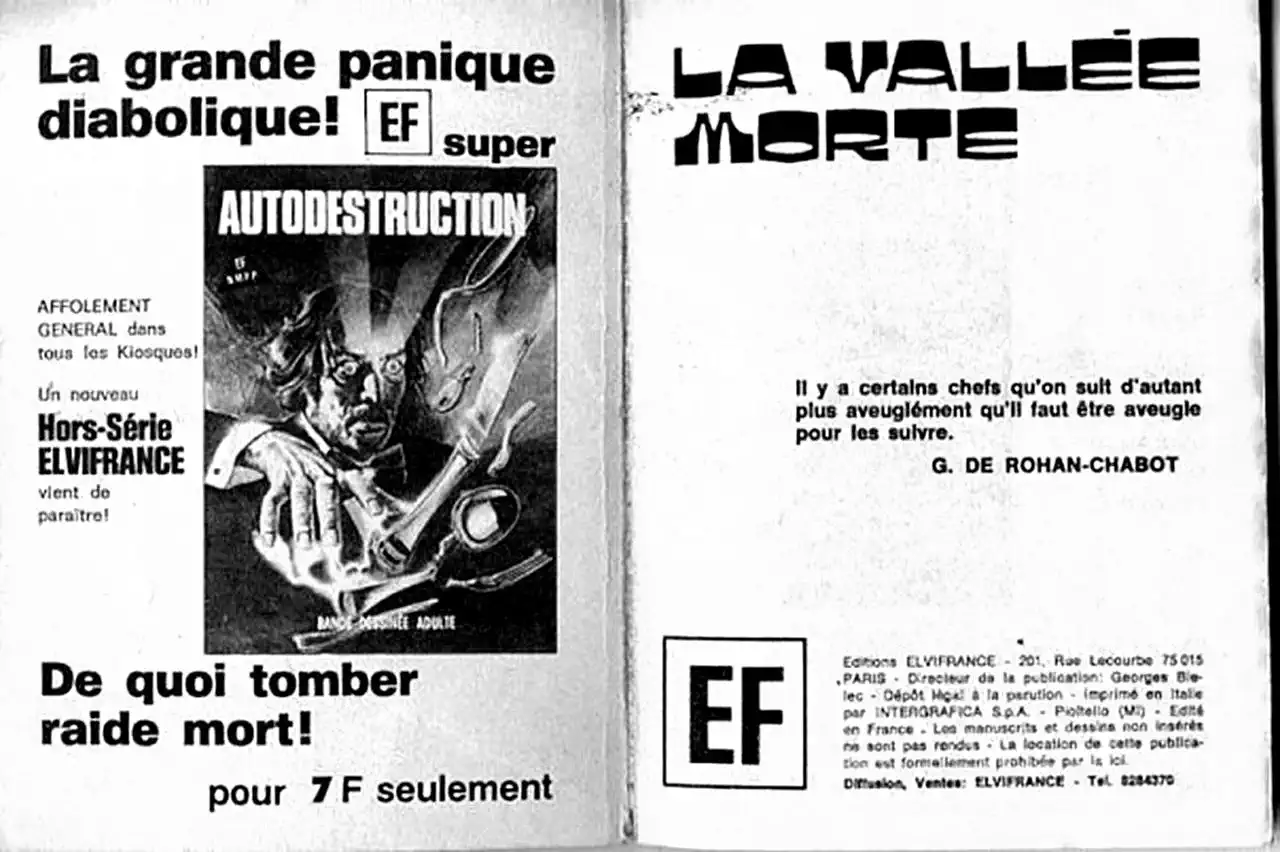 La grande panique
diabolique!
EF
super
AUTODESTRUCTION
EF
AFFOLEMENT
GENERAL dans
tous les Kiosques!
Un nouveau
Hors-Série
ELVIFRANCE
vient de
paraître!
BANDE DESSINÉE ADULTE
De quoi tomber
raide mort!
pour 7 F seulement
LA VALLÉE
MORTE
Il y a certains chefs qu'on suit d'autant
plus aveuglément qu'il faut être aveugle
pour les suivre.
G. DE ROHAN-CHABOT
EF
Editions ELVIFRANCE - 201, Rue Lecourbe 75015
PARIS - Directeur de la publication: Georges Bie-
lec - Dépôt légal à la parution - Imprimé en Italie
par INTERGRAFICA S.p.A. - Pioltello (MI) - Edité
en France - Les manuscrits et dessins non insérés
ne sont pas rendus - La location de cette publica-
tion est formellement prohibée par la loi.
Diffusion, Ventes: ELVIFRANCE - Tel. 8284370